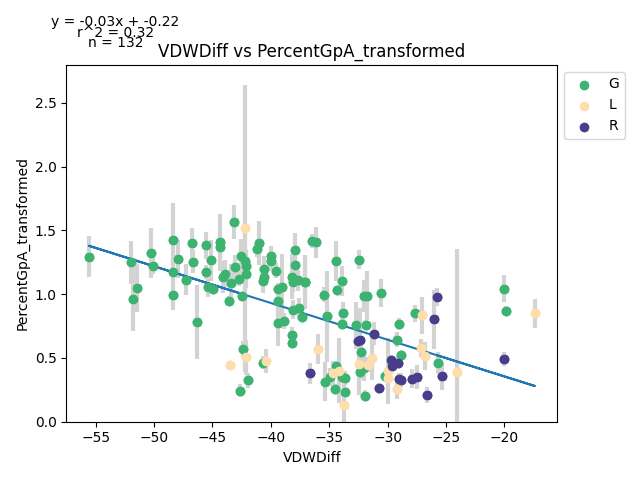 y = -0.03x + -0.22
r^2 = 0.32
n = 132
VDWDiff vs PercentGpA_transformed
G
L
R
PercentGpA_transformed
2.5
2.0
1.5
1.0
0.5
0.0
−55
−50
−45
−40
−35
−30
−25
−20
VDWDiff